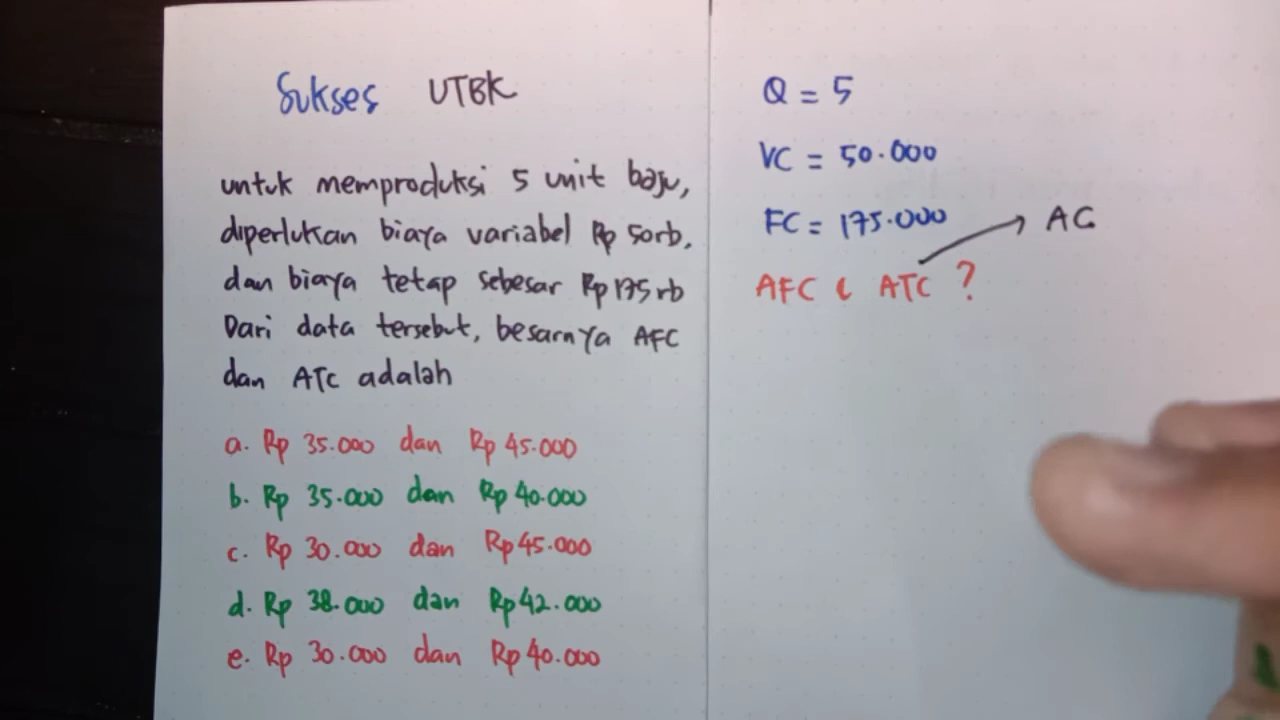 Sukses UTBK
untuk memproduksi 5 unit baju,
diperlukan biaya variabel Rp 50rb,
dan biaya tetap sebesar Rp 175 rb
Dari data tersebut, besarnya AFC
dan ATC adalah
a. Rp 35.000 dan Rp 45.000
b. Rp 35.000 dan Rp 40.000
c. Rp 30.000 dan Rp 45.000
d. Rp 38.000 dan Rp 42.000
e. Rp 30.000 dan Rp 40.000
Q = 5
VC = 50.000
FC = 175.000 → AC
AFC & ATC ?